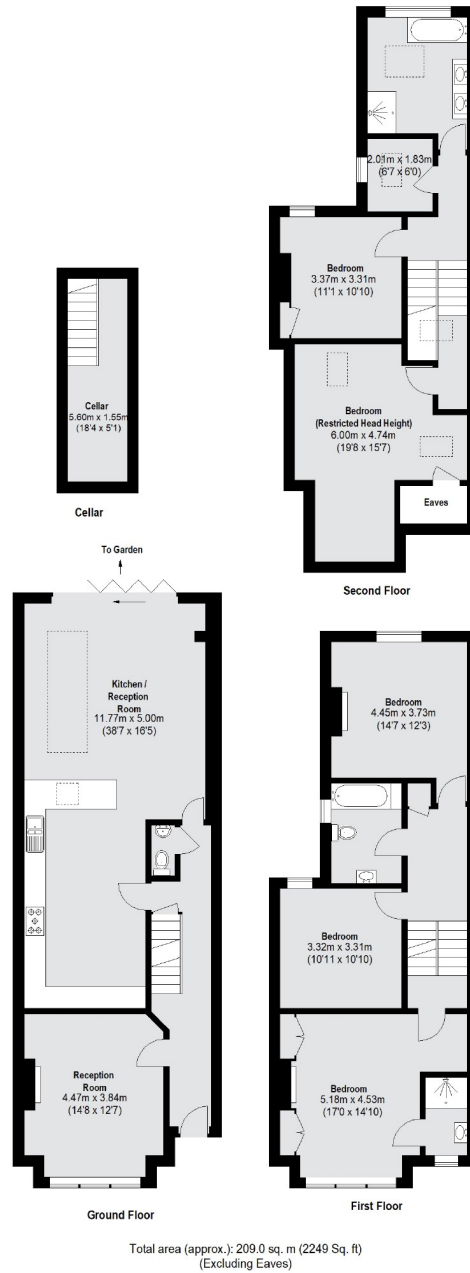 2.01m x 1.83m
(6'7 x 6'0)
Bedroom
3.37m x 3.31m
(11'1 x 10'10)
Bedroom
(Restricted Head Height)
6.00m x 4.74m
(19'8 x 15'7)
Eaves
Second Floor
Cellar
5.60m x 1.55m
(18'4 x 5'1)
Cellar
To Garden
Kitchen /
Reception
Room
11.77m x 5.00m
(38'7 x 16'5)
Reception
Room
4.47m x 3.84m
(14'8 x 12'7)
Ground Floor
Bedroom
4.45m x 3.73m
(14'7 x 12'3)
Bedroom
3.32m x 3.31m
(10'11 x 10'10)
Bedroom
5.18m x 4.53m
(17'0 x 14'10)
First Floor
Total area (approx.): 209.0 sq. m (2249 Sq. ft)
(Excluding Eaves)